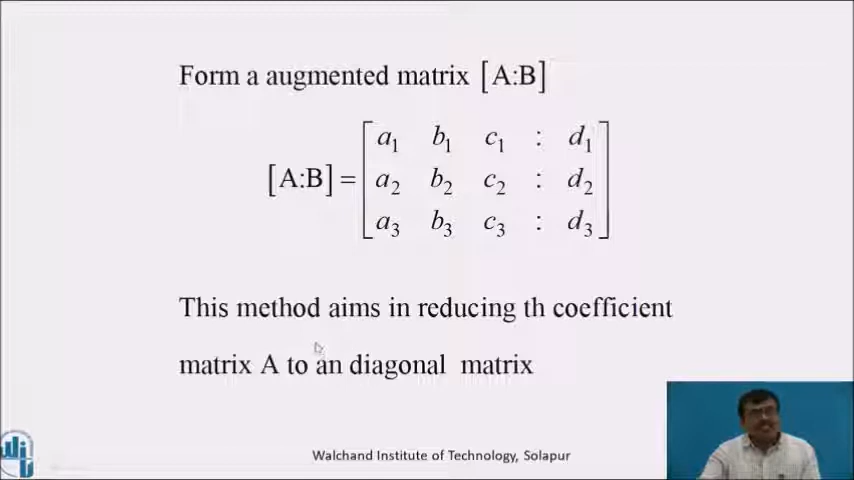 Form a augmented matrix [A:B]
[A:B] = [a₁ b₁ c₁ : d₁
a₂ b₂ c₂ : d₂
a₃ b₃ c₃ : d₃]
This method aims in reducing th coefficient
matrix A to an diagonal matrix
Walchand Institute of Technology, Solapur